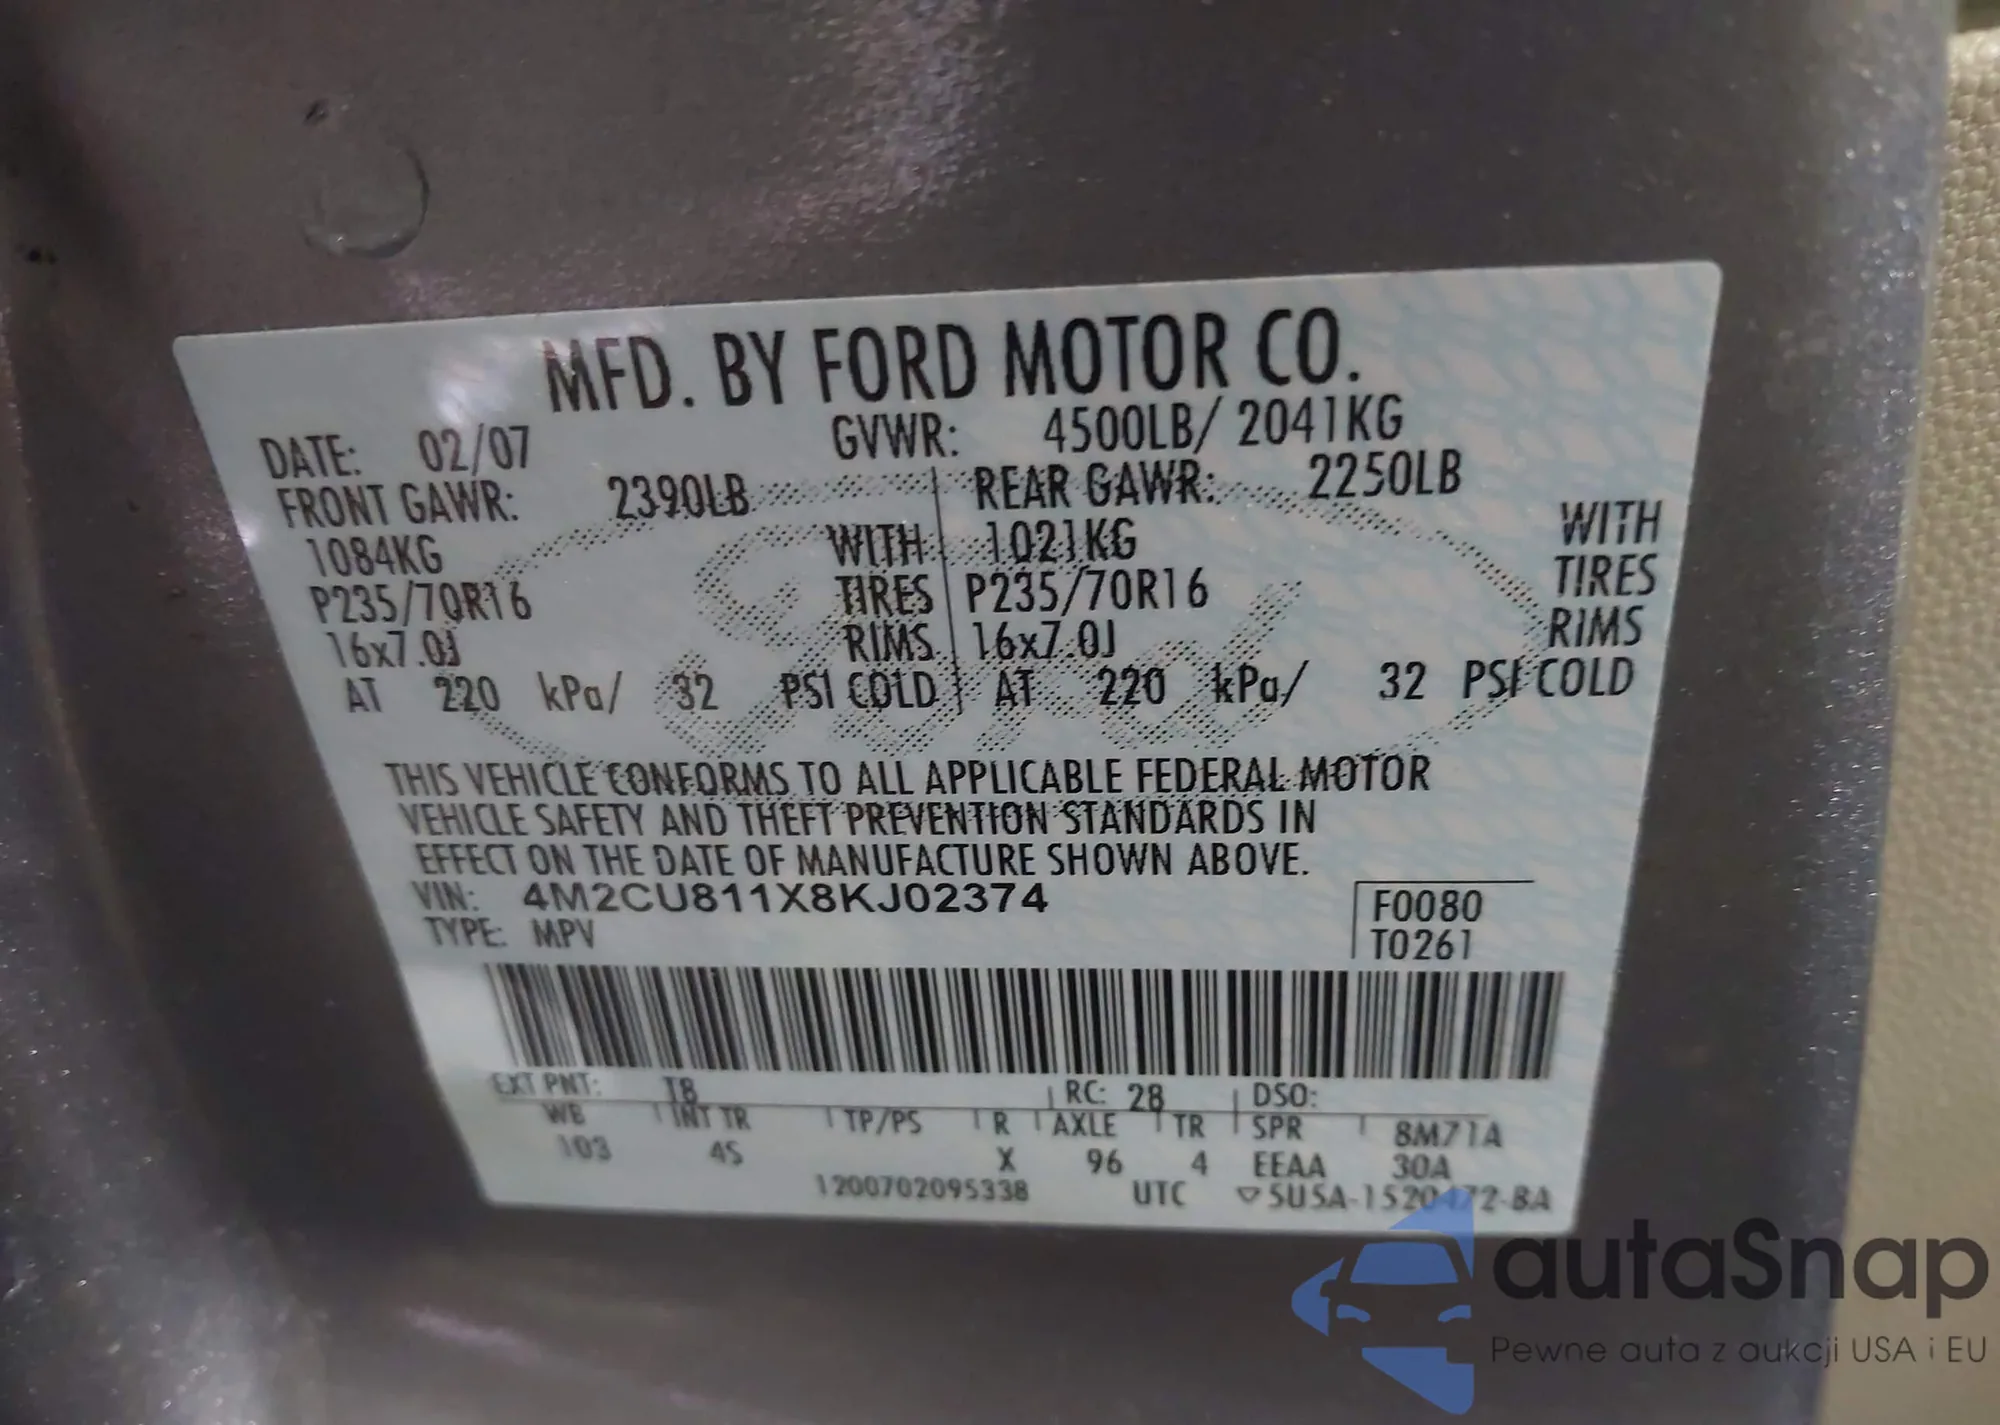 MFD. BY FORD MOTOR CO.
DATE: 02/07 GVWR: 4500LB/ 2041KG
FRONT GAWR: 2390LB REAR GAWR: 2250LB
1084KG WITH 1021KG WITH
P235/70R16 TIRES P235/70R16 TIRES
16x7.0J RIMS 16x7.0J RIMS
AT 220 kPa/ 32 PSI COLD AT 220 kPa/ 32 PSI COLD
THIS VEHICLE CONFORMS TO ALL APPLICABLE FEDERAL MOTOR
VEHICLE SAFETY AND THEFT PREVENTION STANDARDS IN
EFFECT ON THE DATE OF MANUFACTURE SHOWN ABOVE.
VIN: 4M2CU811X8KJ02374 F0080
TYPE: MPV T0261
EXT PNT: T8 RC: 28 DSO:
WB INT TR TP/PS R AXLE TR SPR 8M71A
103 4S X 96 4 EEAA 30A
1200702095338 UTC ▽5U5A-1520472-BA
autaSnap
Pewne auta z aukcji USA i EU